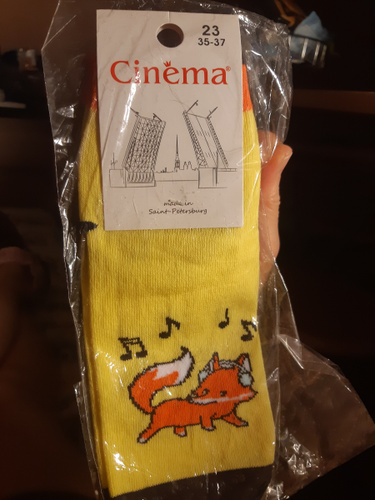 23
35-37
Cinema®
made in
Saint-Petersburg